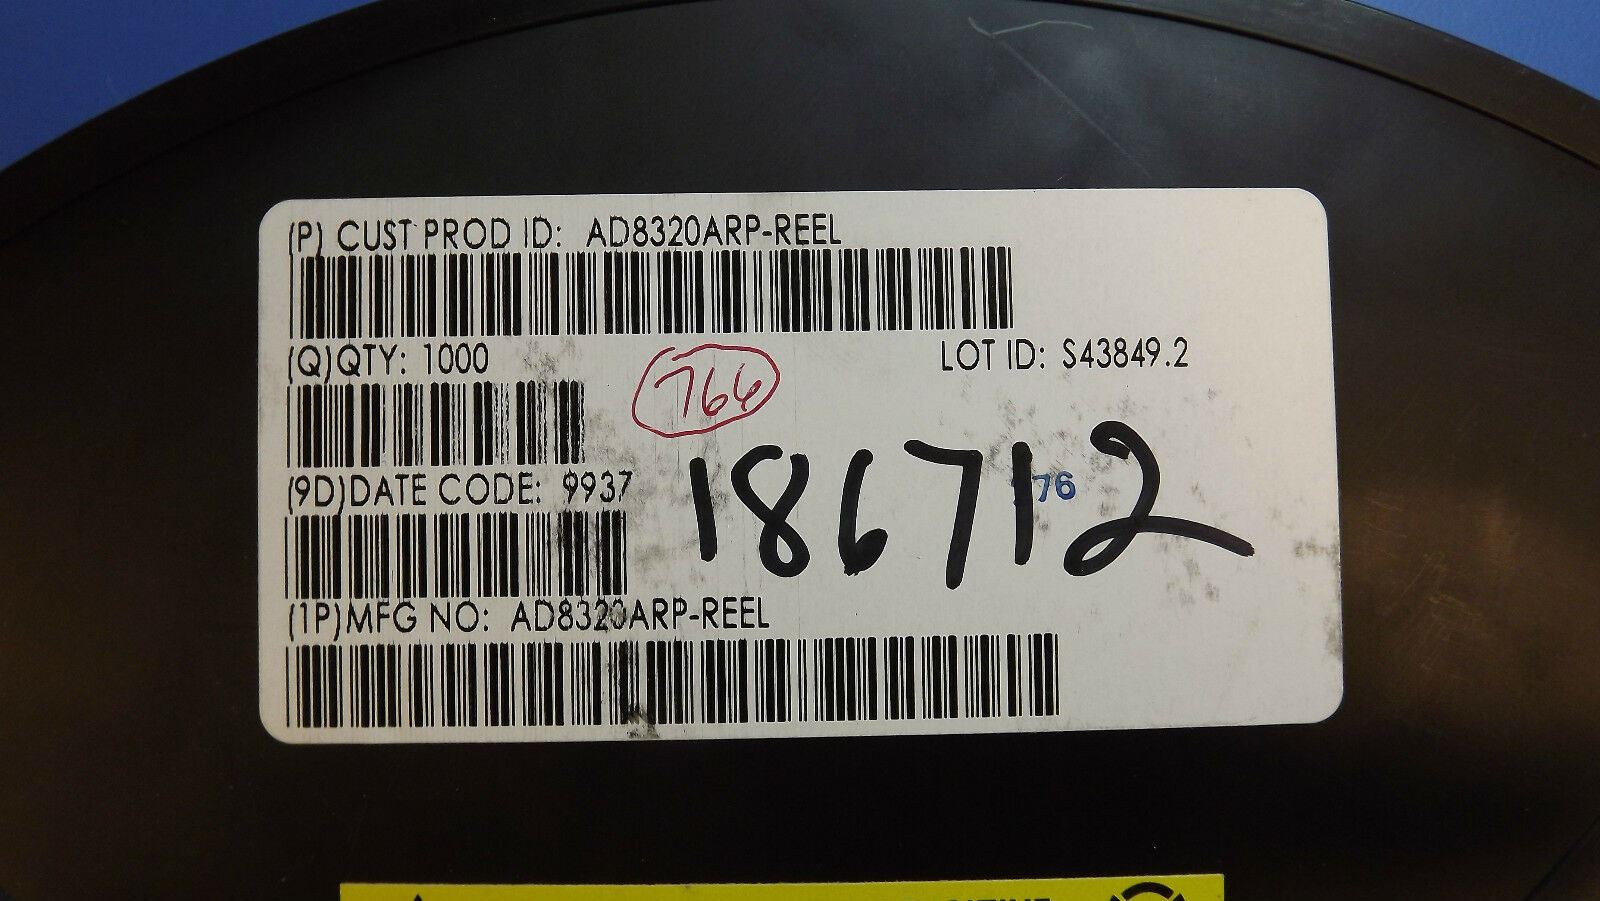 (P) CUST PROD ID: AD8320ARP-REEL
(Q)QTY: 1000
766
LOT ID: S43849.2
(9D)DATE CODE: 9937
186712
76
(1P)MFG NO: AD8320ARP-REEL